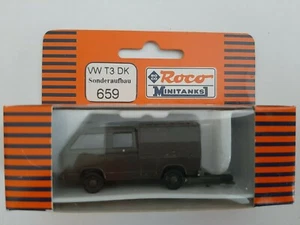 VW T3 DK
Sonderaufbau
659
Roco
MINITANKS